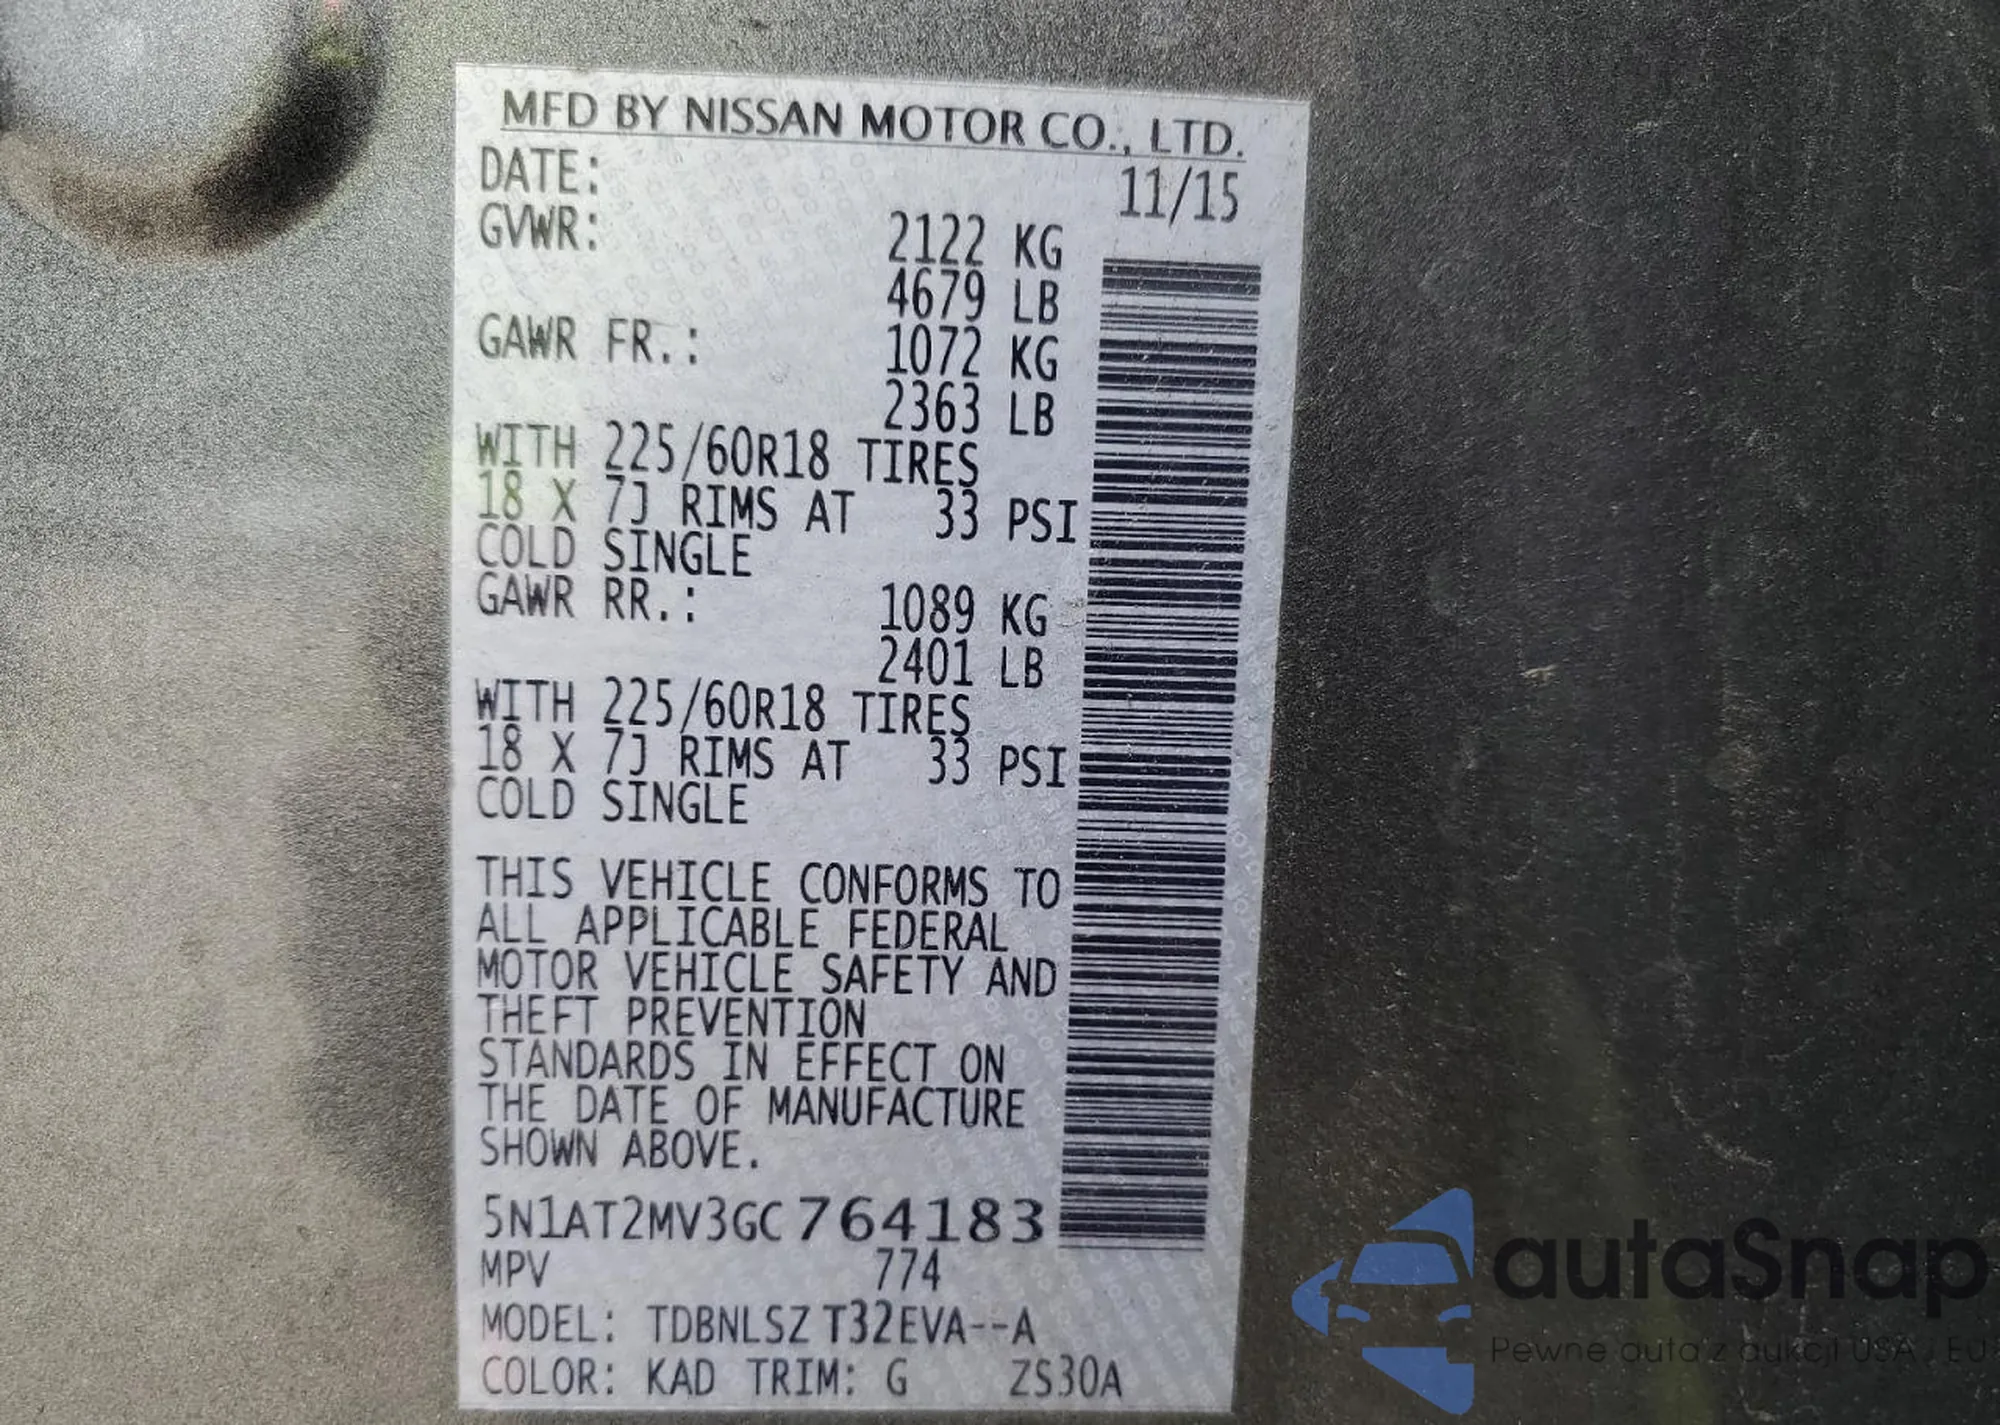 MFD BY NISSAN MOTOR CO., LTD.
DATE: 11/15
GVWR: 2122 KG
4679 LB
GAWR FR.: 1072 KG
2363 LB
WITH 225/60R18 TIRES
18 X 7J RIMS AT 33 PSI
COLD SINGLE
GAWR RR.: 1089 KG
2401 LB
WITH 225/60R18 TIRES
18 X 7J RIMS AT 33 PSI
COLD SINGLE
THIS VEHICLE CONFORMS TO
ALL APPLICABLE FEDERAL
MOTOR VEHICLE SAFETY AND
THEFT PREVENTION
STANDARDS IN EFFECT ON
THE DATE OF MANUFACTURE
SHOWN ABOVE.
5N1AT2MV3GC764183
MPV 774
MODEL: TDBNLSZ T32EVA--A
COLOR: KAD TRIM: G ZS30A
autaSnap
Pewne auta z aukcji USA i EU